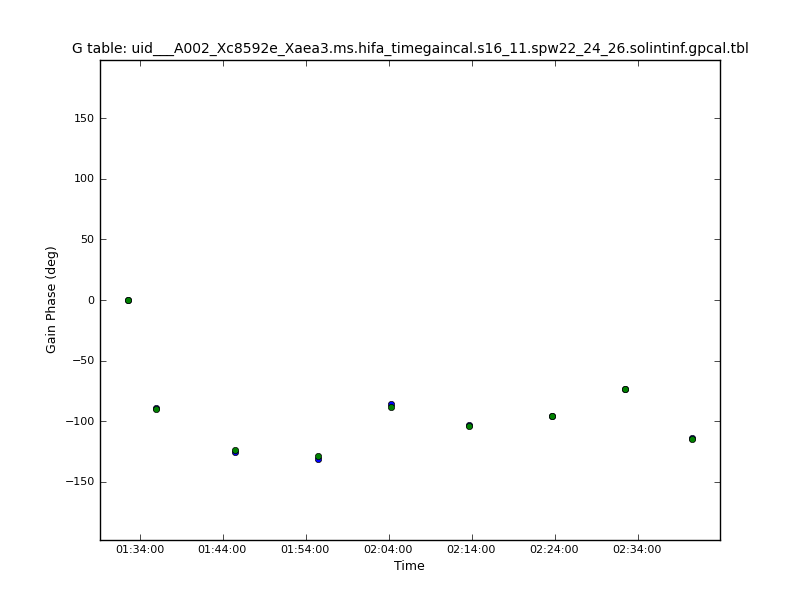 G table: uid___A002_Xc8592e_Xaea3.ms.hifa_timegaincal.s16_11.spw22_24_26.solintinf.gpcal.tbl
150
100
50
0
−50
−100
−150
Gain Phase (deg)
01:34:00 01:44:00 01:54:00 02:04:00 02:14:00 02:24:00 02:34:00
Time